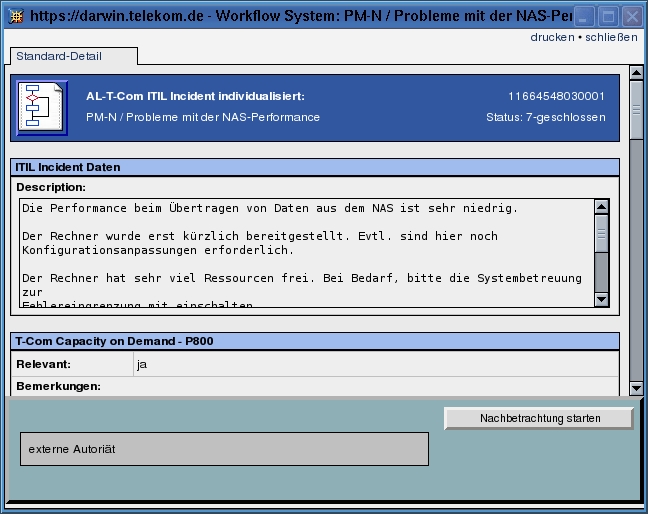 https://darwin.telekom.de - Workflow System: PM-N / Probleme mit der NAS-Per
drucken • schließen
Standard-Detail
AL-T-Com ITIL Incident individualisiert: 11664548030001
PM-N / Probleme mit der NAS-Performance Status: 7-geschlossen
ITIL Incident Daten
Description:
Die Performance beim Übertragen von Daten aus dem NAS ist sehr niedrig.
Der Rechner wurde erst kürzlich bereitgestellt. Evtl. sind hier noch
Konfigurationsanpassungen erforderlich.
Der Rechner hat sehr viel Ressourcen frei. Bei Bedarf, bitte die Systembetreuung
zur
Fehlereingrenzung mit einschalten
T-Com Capacity on Demand - P800
Relevant: ja
Bemerkungen:
Nachbetrachtung starten
externe Autoriät